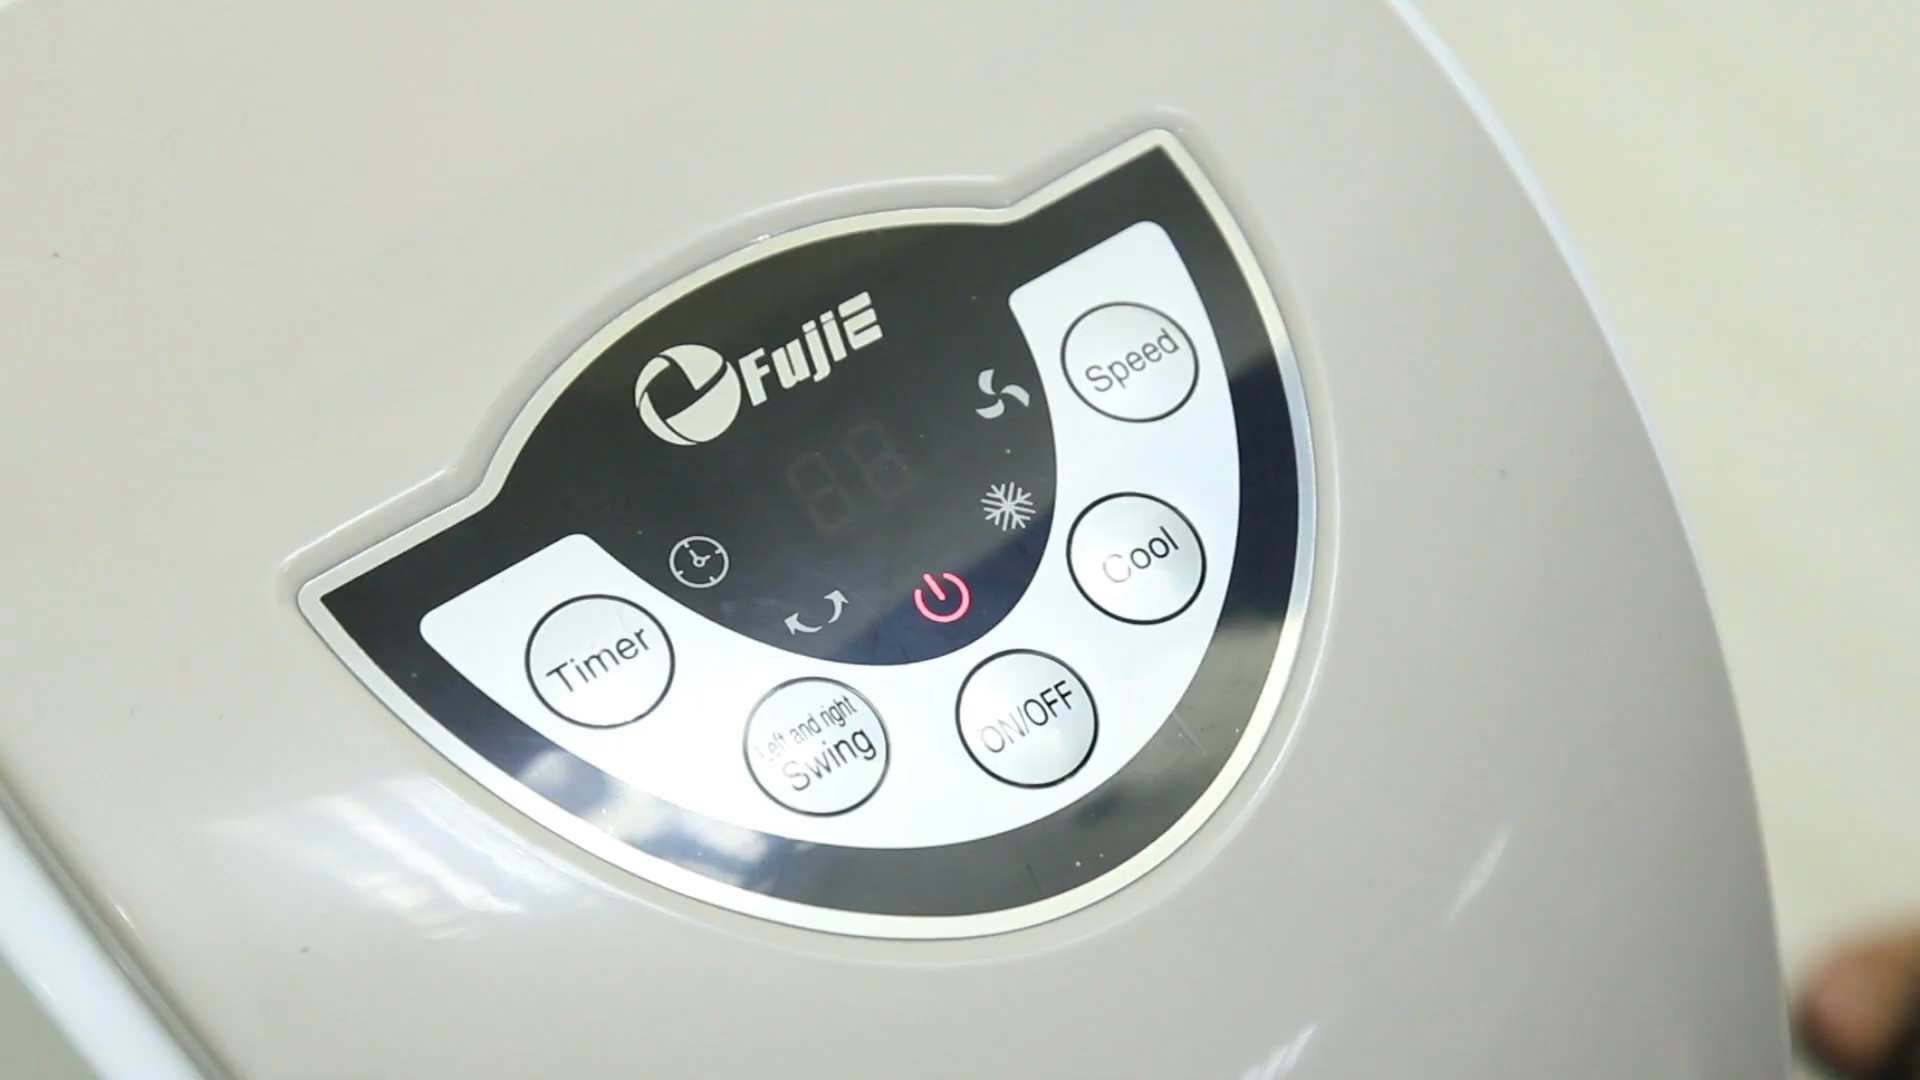 FujiE
Speed
Cool
Timer
Left and right
Swing
ON/OFF